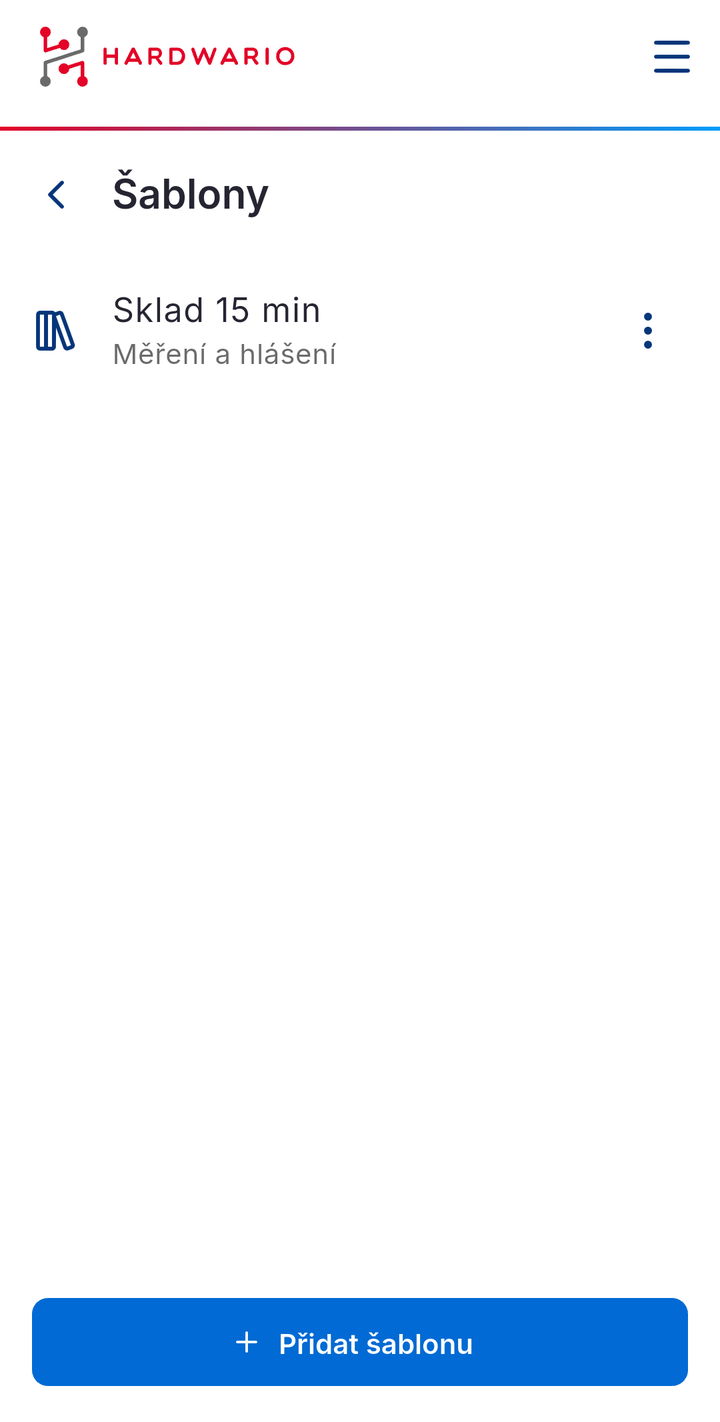 HARDWARIO
Šablony
Sklad 15 min
Měření a hlášení
Přidat šablonu